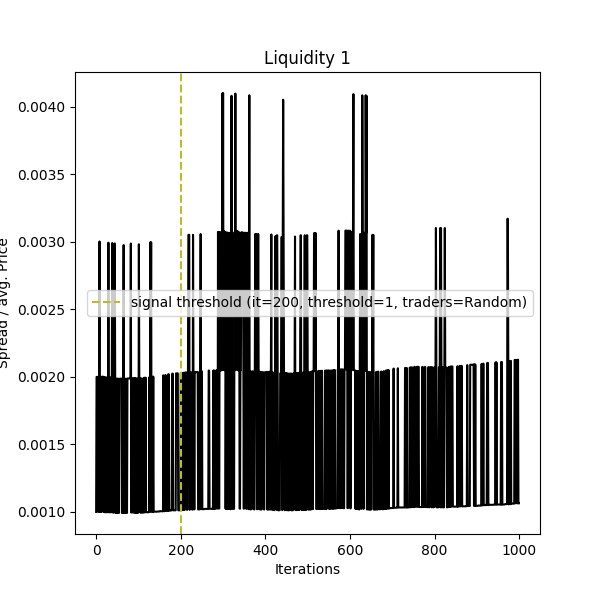 Liquidity 1
0.0040
0.0035
0.0030
0.0025
0.0020
0.0015
0.0010
Spread / avg. Price
signal threshold (it=200, threshold=1, traders=Random)
0 200 400 600 800 1000
Iterations